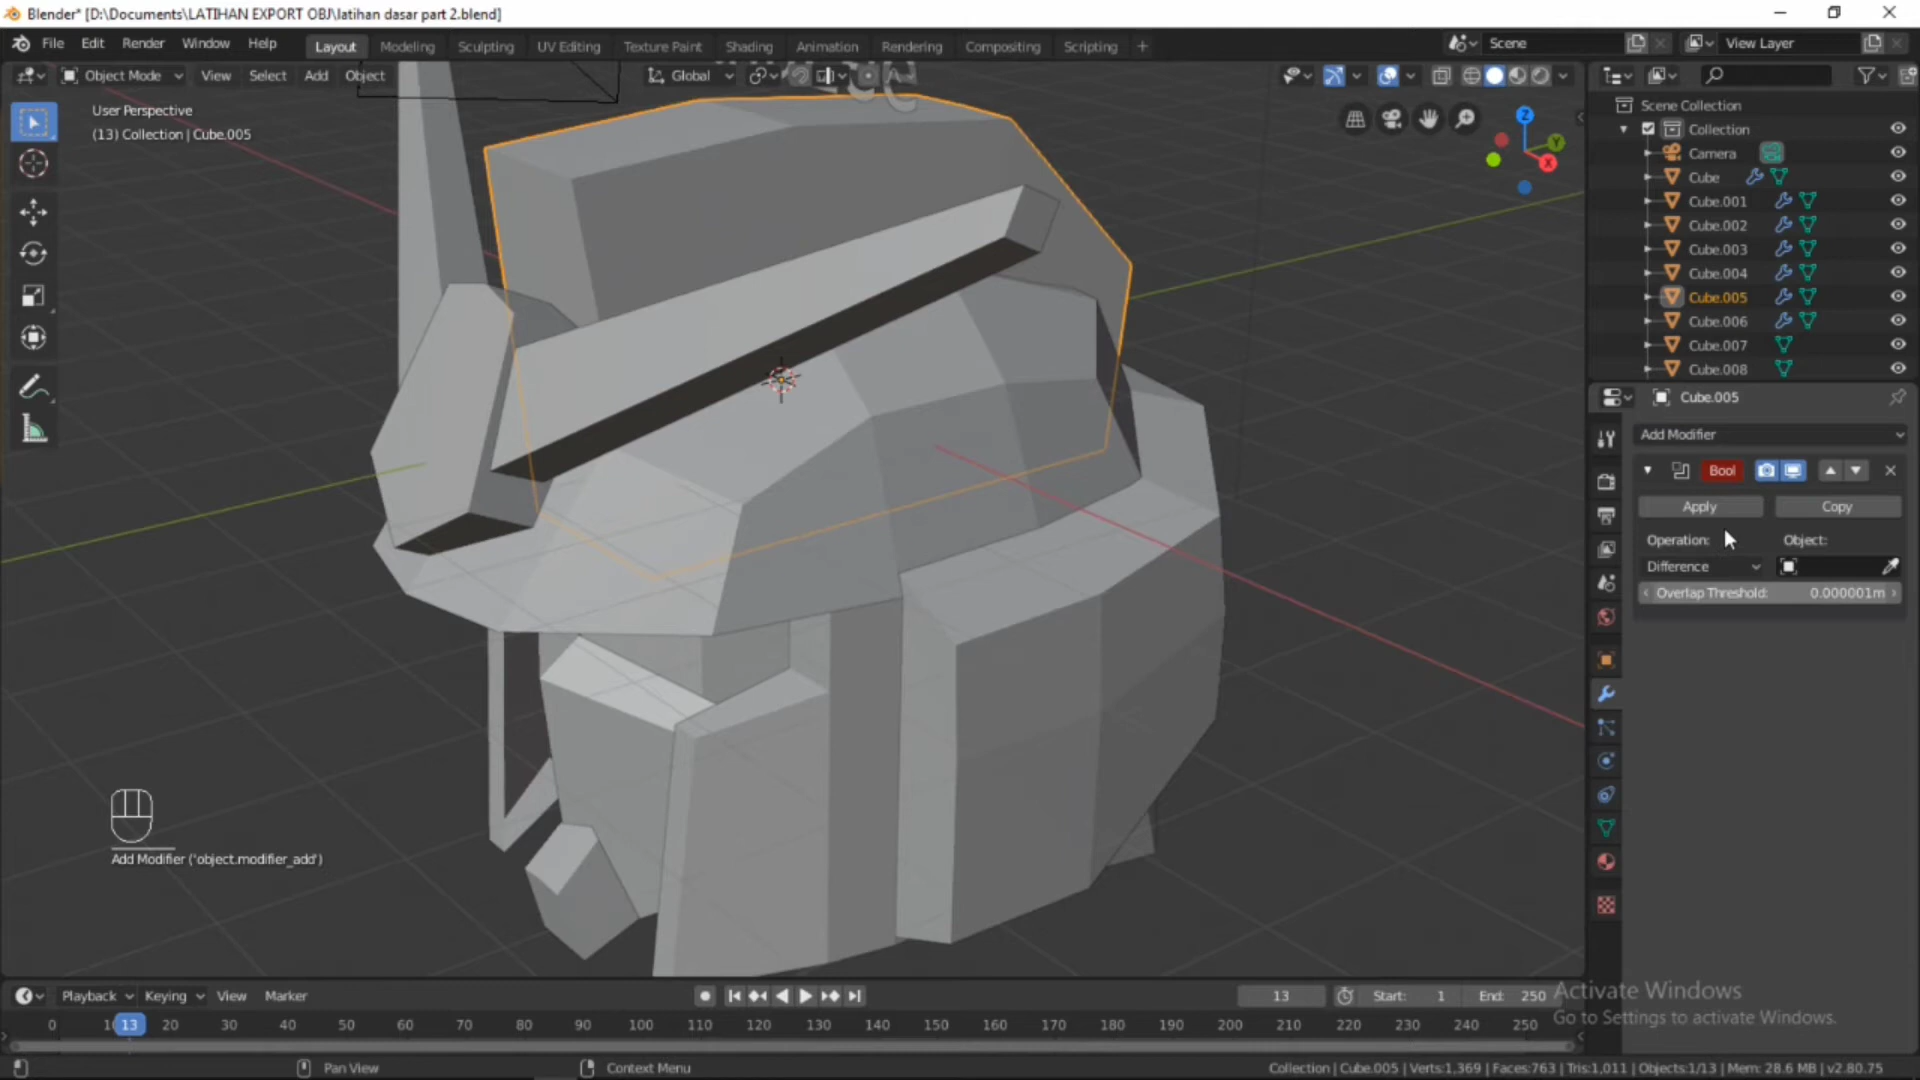 Blender* [D:\Documents\LATIHAN EXPORT OBJ\latihan dasar part 2.blend]
File Edit Render Window Help Layout Modeling Sculpting UV Editing Texture Paint Shading Animation Rendering Compositing Scripting + Scene View Layer
Object Mode View Select Add Object Global
User Perspective
(13) Collection | Cube.005
Z
Y
X
Scene Collection
Collection
Camera
Cube
Cube.001
Cube.002
Cube.003
Cube.004
Cube.005
Cube.006
Cube.007
Cube.008
Cube.005
Add Modifier
Bool
Apply Copy
Operation: Object:
Difference
Overlap Threshold: 0.000001m
Add Modifier ('object.modifier_add')
Playback Keying View Marker 13 Start: 1 End: 250
0 13 20 30 40 50 60 70 80 90 100 110 120 130 140 150 160 170 180 190 200 210 220 230 240 250
Activate Windows
Go to Settings to activate Windows.
Pan View Context Menu Collection | Cube.005 | Verts:1,369 | Faces:763 | Tris:1,011 | Objects:1/13 | Mem: 28.6 MB | v2.80.75